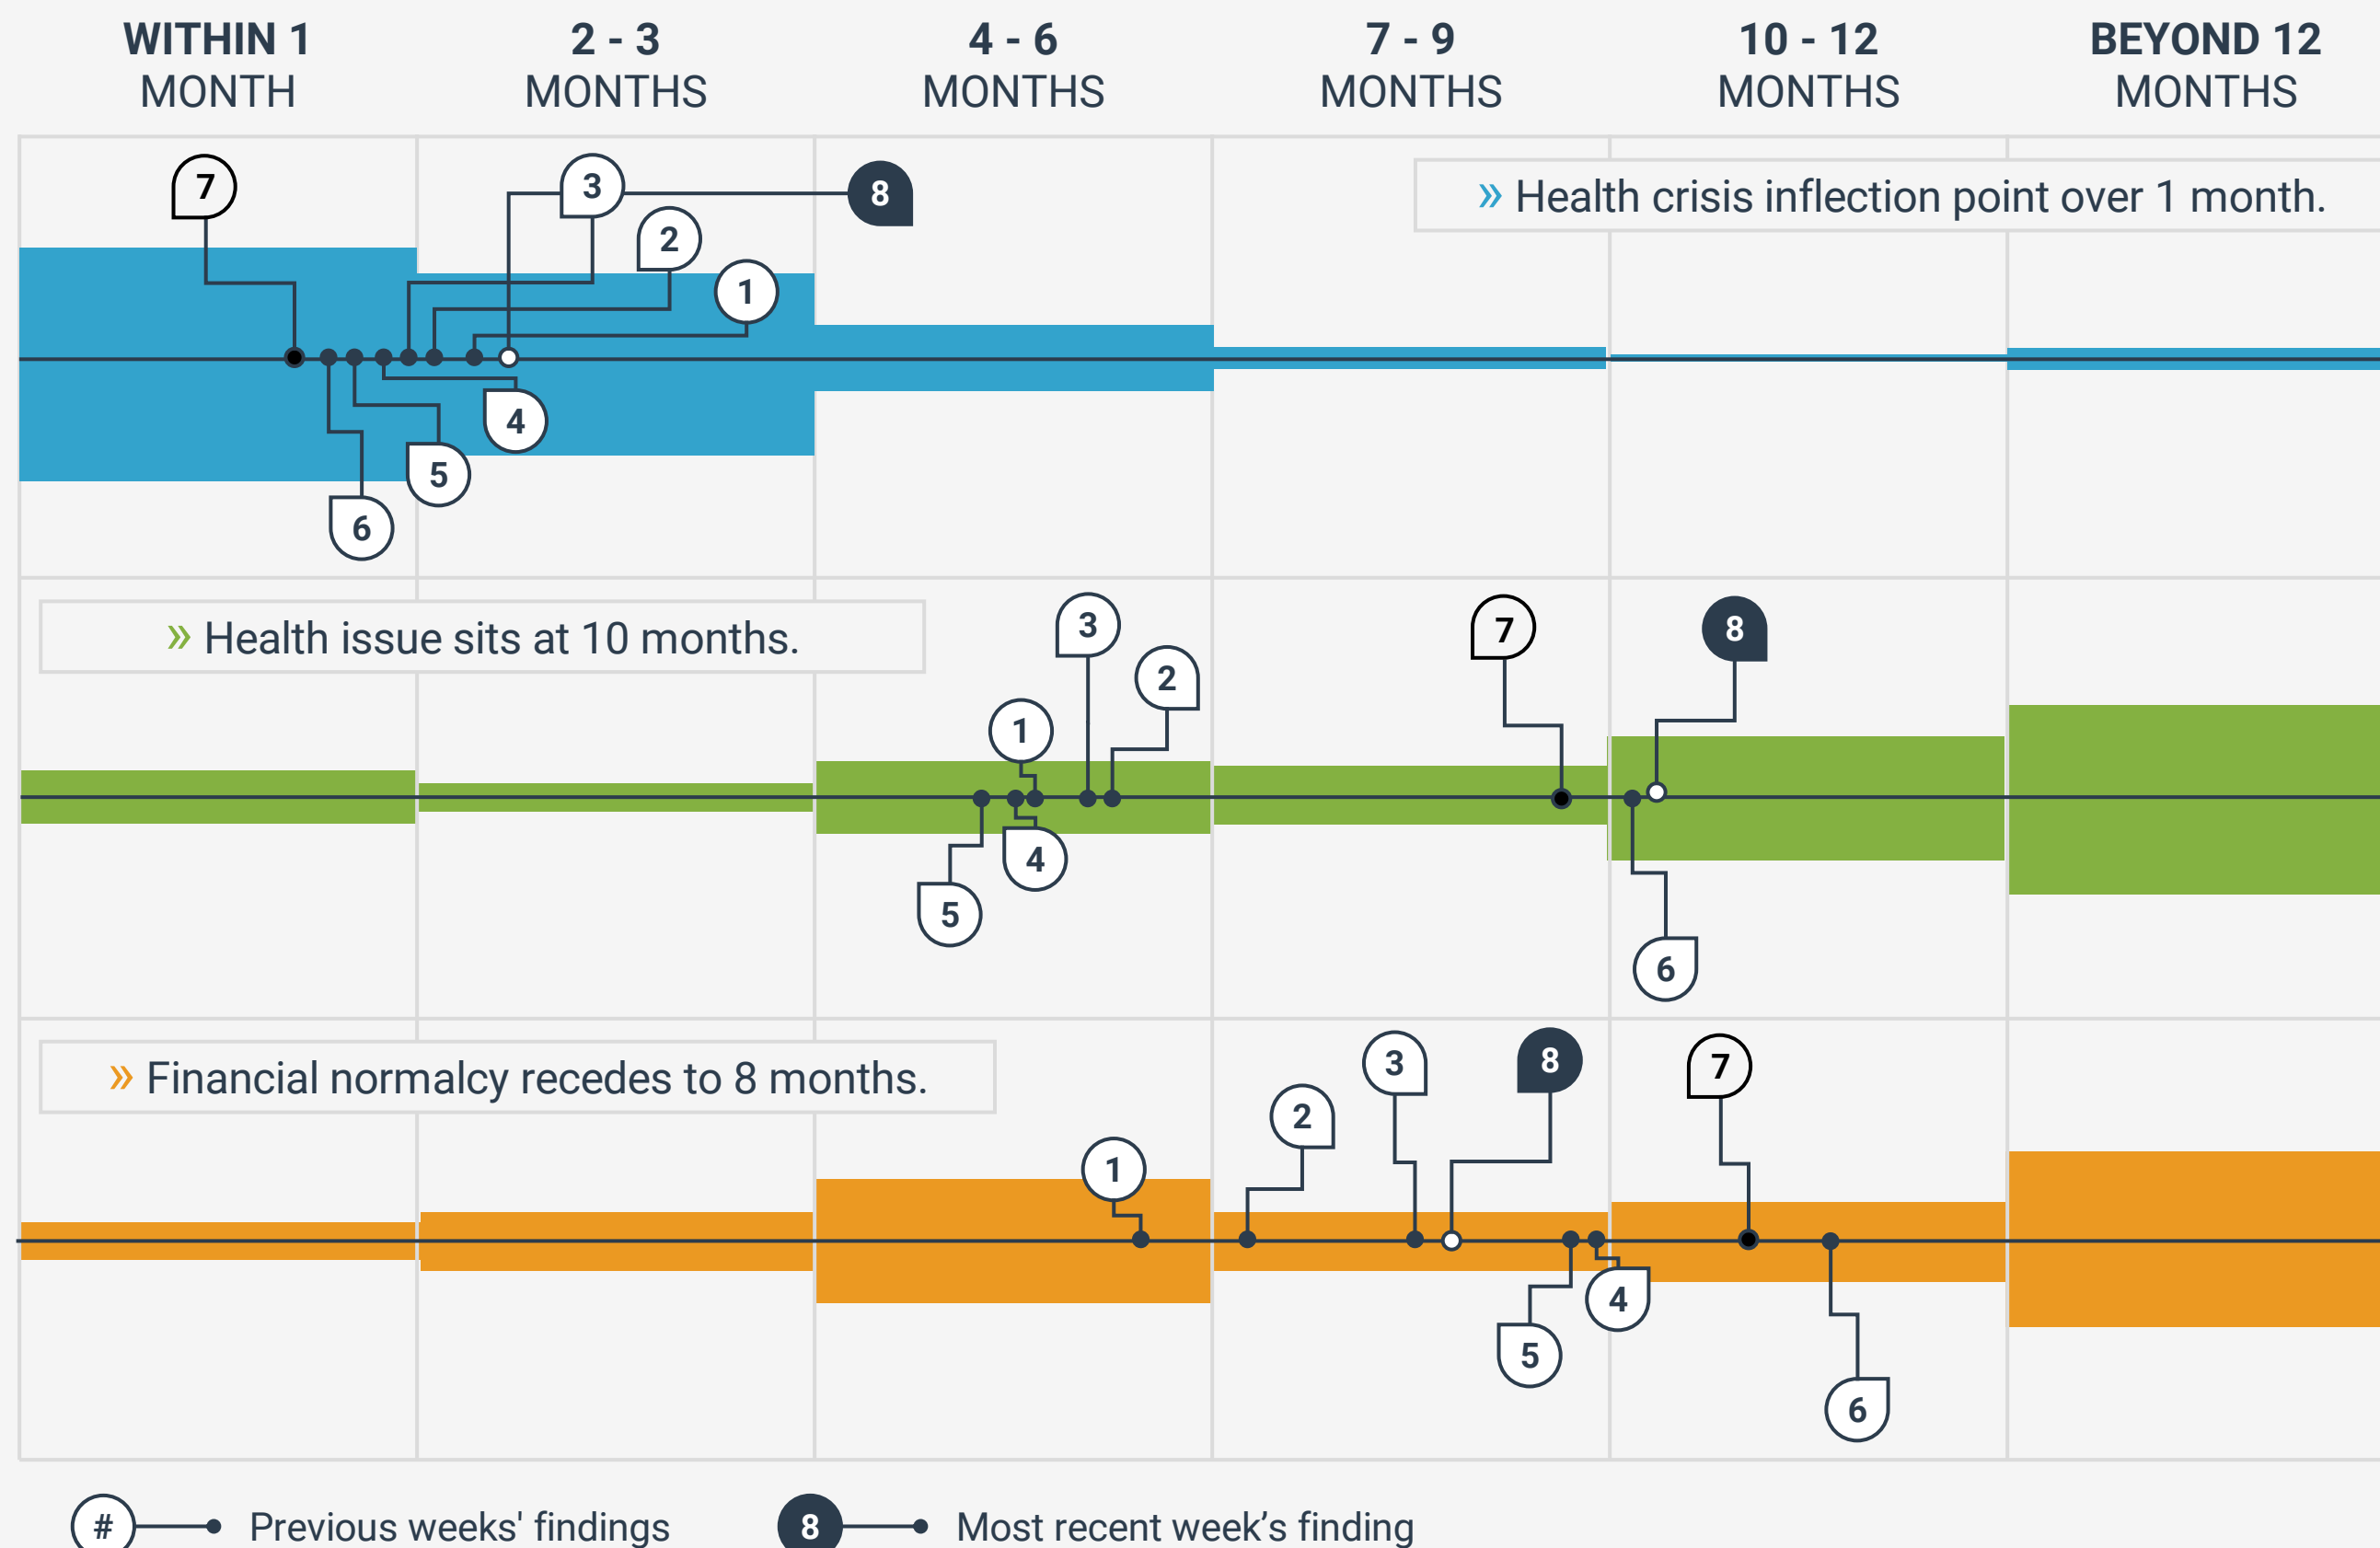 WITHIN 1
MONTH
2 - 3
MONTHS
4 - 6
MONTHS
7 - 9
MONTHS
10 - 12
MONTHS
BEYOND 12
MONTHS
7
3
8
2
1
» Health crisis inflection point over 1 month.
4
5
6
» Health issue sits at 10 months.
3
2
1
7
8
4
5
6
» Financial normalcy recedes to 8 months.
1
2
3
8
7
4
5
6
# Previous weeks' findings
8 Most recent week’s finding